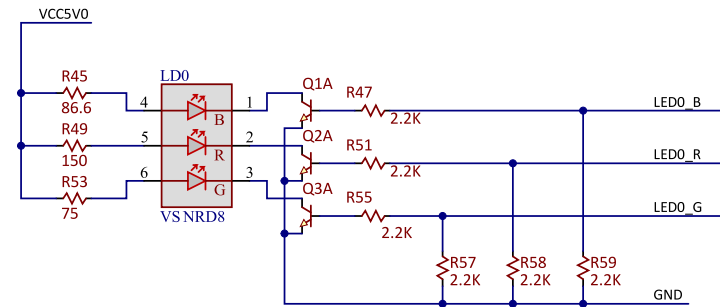 VCC5V0
R45
86.6
R49
150
R53
75
LD0
4
5
6
B
R
G
1
2
3
VS NRD8
Q1A
Q2A
Q3A
R47
2.2K
R51
2.2K
R55
2.2K
LED0_B
LED0_R
LED0_G
R57
2.2K
R58
2.2K
R59
2.2K
GND